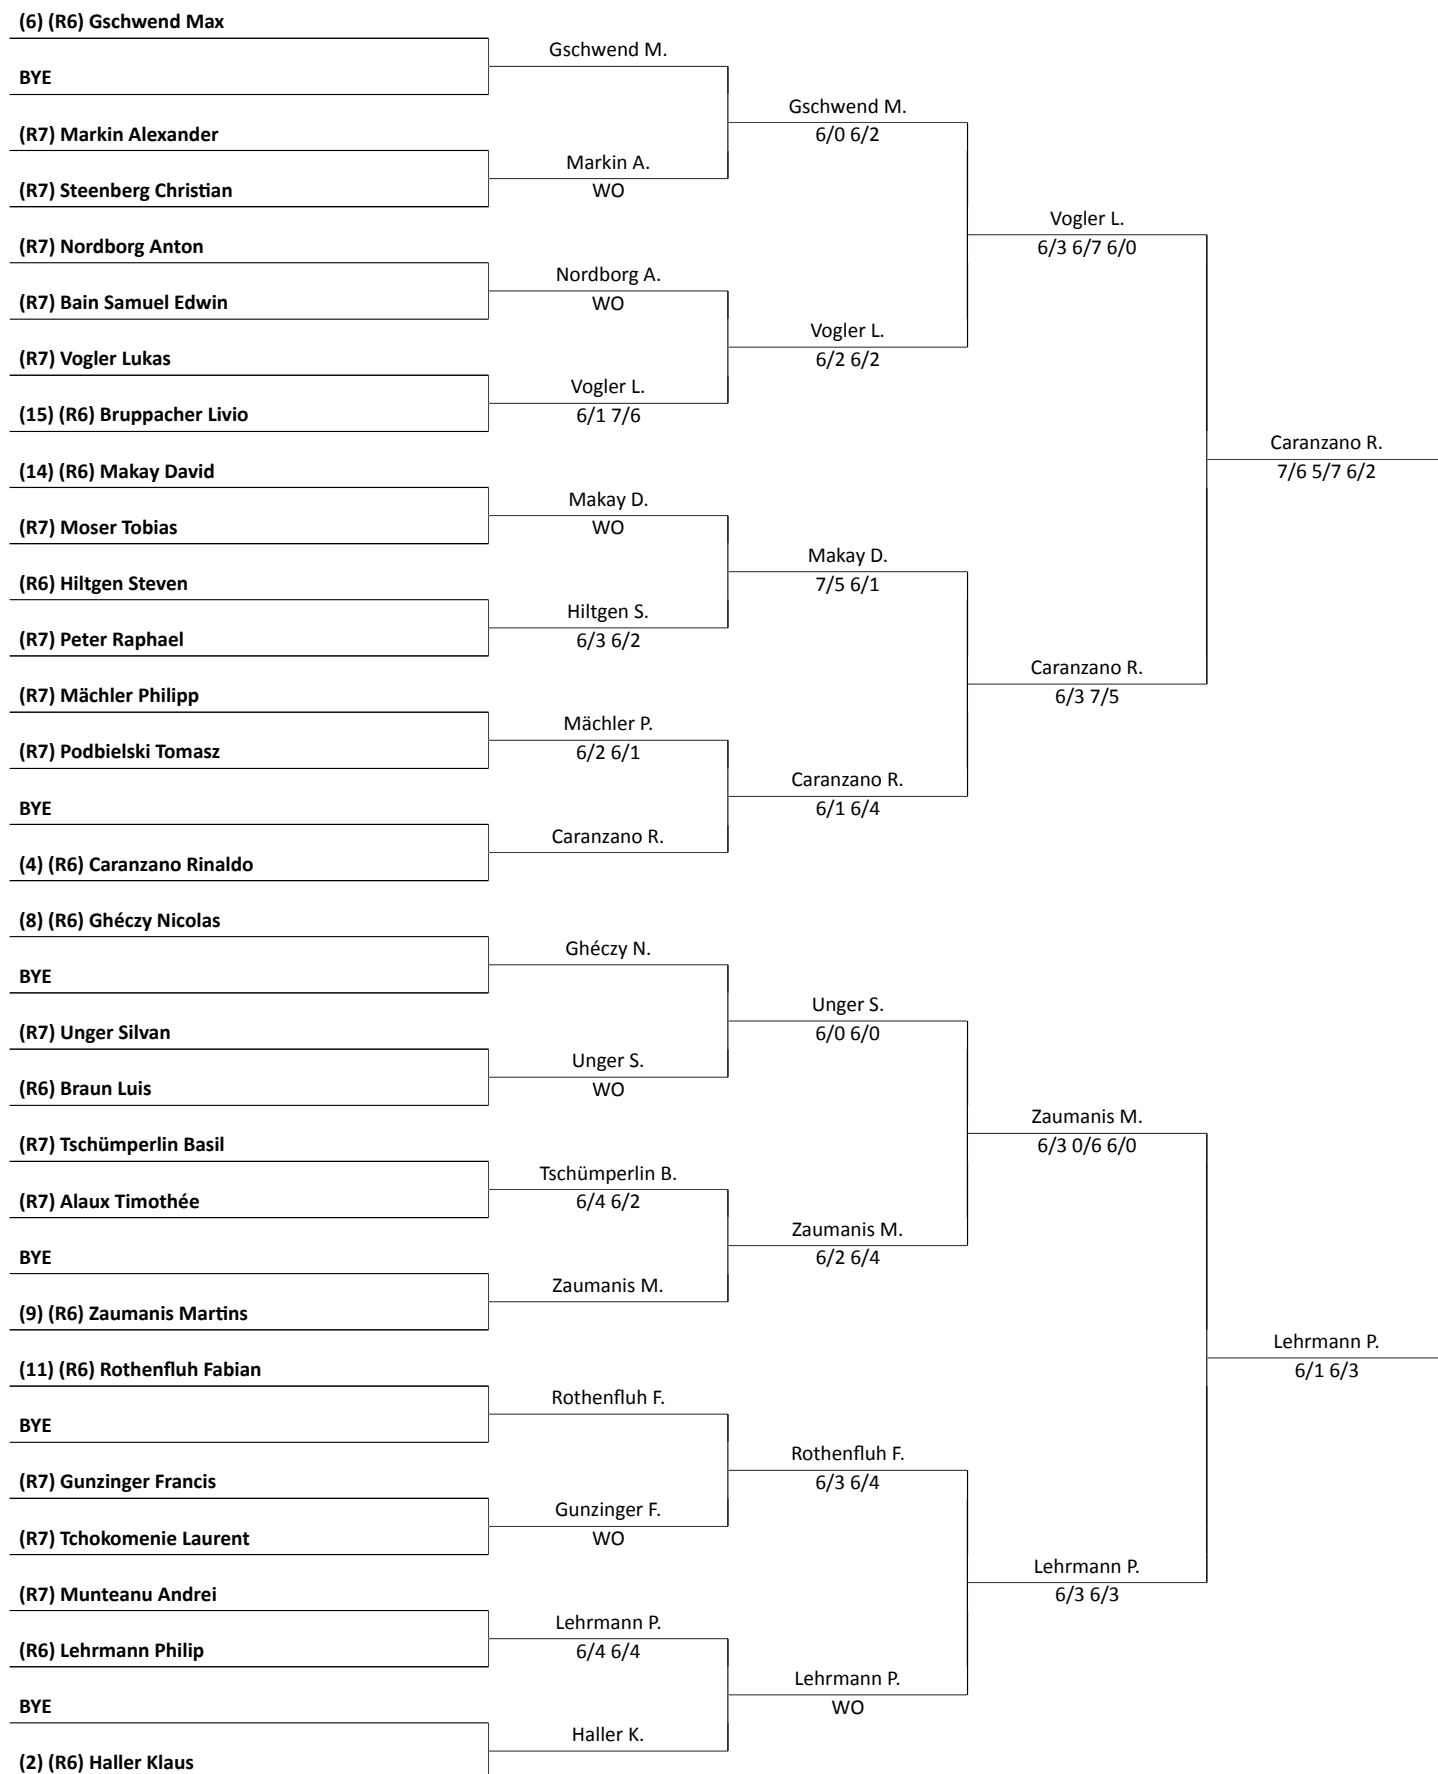 (6) (R6) Gschwend Max
Gschwend M.
BYE
Gschwend M.
6/0 6/2
(R7) Markin Alexander
Markin A.
WO
(R7) Steenberg Christian
Vogler L.
6/3 6/7 6/0
(R7) Nordborg Anton
Nordborg A.
WO
(R7) Bain Samuel Edwin
Vogler L.
6/2 6/2
(R7) Vogler Lukas
Vogler L.
6/1 7/6
(15) (R6) Bruppacher Livio
Caranzano R.
7/6 5/7 6/2
(14) (R6) Makay David
Makay D.
WO
(R7) Moser Tobias
Makay D.
7/5 6/1
(R6) Hiltgen Steven
Hiltgen S.
6/3 6/2
(R7) Peter Raphael
Caranzano R.
6/3 7/5
(R7) Mächler Philipp
Mächler P.
6/2 6/1
(R7) Podbielski Tomasz
Caranzano R.
6/1 6/4
BYE
Caranzano R.
(4) (R6) Caranzano Rinaldo
(8) (R6) Ghéczy Nicolas
Ghéczy N.
BYE
Unger S.
6/0 6/0
(R7) Unger Silvan
Unger S.
WO
(R6) Braun Luis
Zaumanis M.
6/3 0/6 6/0
(R7) Tschümperlin Basil
Tschümperlin B.
6/4 6/2
(R7) Alaux Timothée
Zaumanis M.
6/2 6/4
BYE
Zaumanis M.
(9) (R6) Zaumanis Martins
Lehrmann P.
6/1 6/3
(11) (R6) Rothenfluh Fabian
Rothenfluh F.
BYE
Rothenfluh F.
6/3 6/4
(R7) Gunzinger Francis
Gunzinger F.
WO
(R7) Tchokomenie Laurent
Lehrmann P.
6/3 6/3
(R7) Munteanu Andrei
Lehrmann P.
6/4 6/4
(R6) Lehrmann Philip
Lehrmann P.
WO
BYE
Haller K.
(2) (R6) Haller Klaus